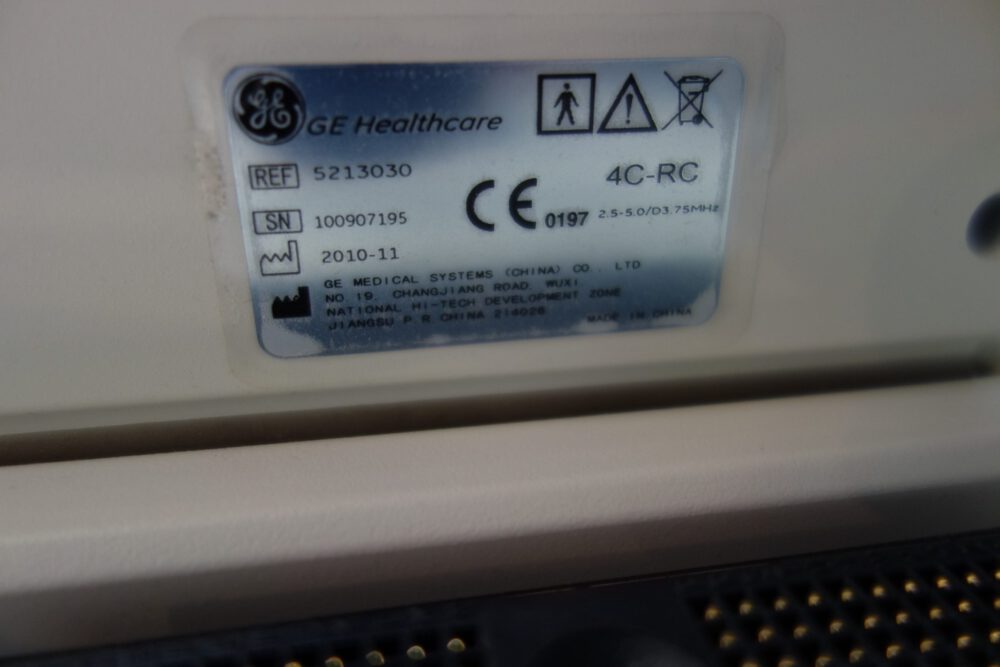 GE Healthcare
REF 5213030
4C-RC
SN 100907195
CE 0197
2.5-5.0/D3.75MHz
2010-11
GE MEDICAL SYSTEMS (CHINA) CO., LTD
NO. 19, CHANGJIANG ROAD, WUXI
NATIONAL HI-TECH DEVELOPMENT ZONE
JIANGSU P.R.CHINA 214028
MADE IN CHINA